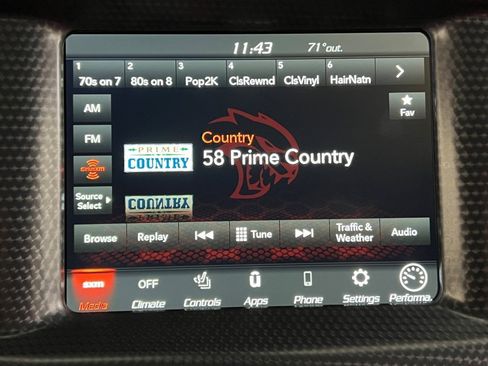 11:43 71°out.
1 2 3 4 5 6
70s on 7 80s on 8 Pop2K ClsRewnd ClsVinyl HairNatn
AM
Fav
FM
Country
58 Prime Country
PRIME
COUNTRY
siriusxm
Source
Select
Browse Replay Tune Traffic &
Weather Audio
sxm OFF
Media Climate Controls Apps Phone Settings Performa.